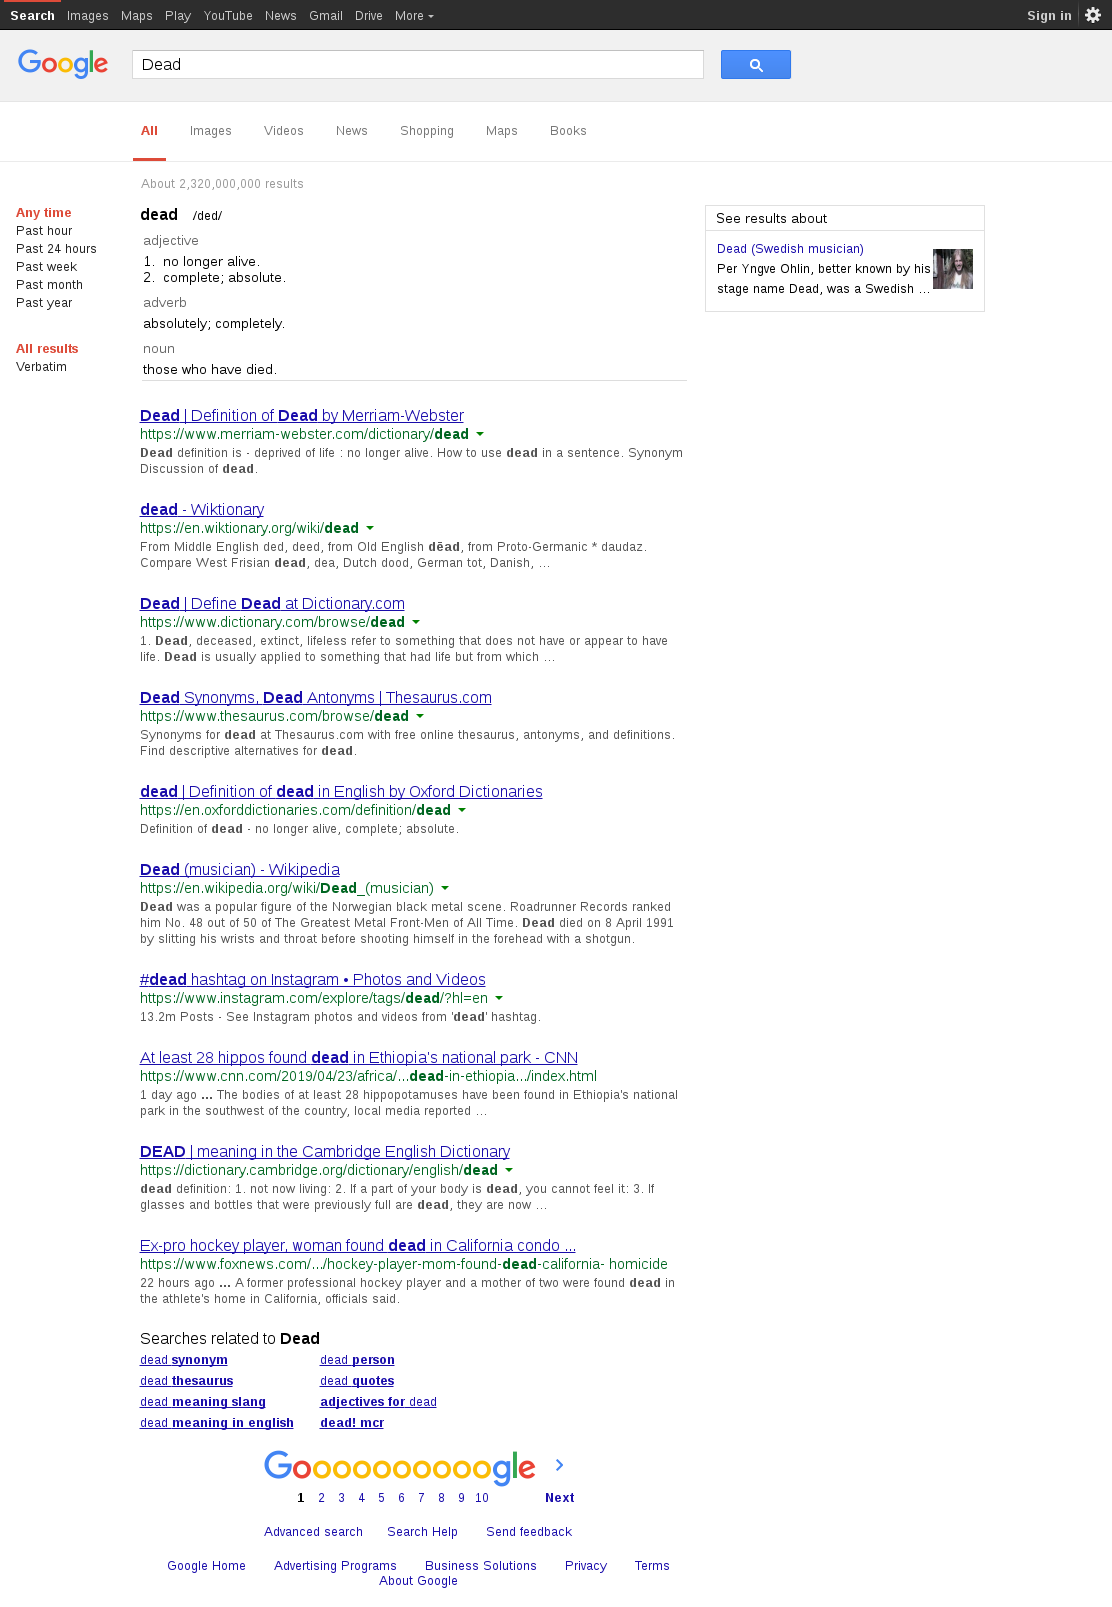 Search Images Maps Play YouTube News Gmail Drive More Sign in
Google
Dead
All Images Videos News Shopping Maps Books
About 2,320,000,000 results
Any time
Past hour
Past 24 hours
Past week
Past month
Past year
All results
Verbatim
dead /ded/
adjective
1. no longer alive.
2. complete; absolute.
adverb
absolutely; completely.
noun
those who have died.
See results about
Dead (Swedish musician)
Per Yngve Ohlin, better known by his
stage name Dead, was a Swedish ...
Dead | Definition of Dead by Merriam-Webster
https://www.merriam-webster.com/dictionary/dead
Dead definition is - deprived of life : no longer alive. How to use dead in a sentence. Synonym
Discussion of dead.
dead - Wiktionary
https://en.wiktionary.org/wiki/dead
From Middle English ded, deed, from Old English dēad, from Proto-Germanic * daudaz.
Compare West Frisian dead, dea, Dutch dood, German tot, Danish, ...
Dead | Define Dead at Dictionary.com
https://www.dictionary.com/browse/dead
1. Dead, deceased, extinct, lifeless refer to something that does not have or appear to have
life. Dead is usually applied to something that had life but from which ...
Dead Synonyms, Dead Antonyms | Thesaurus.com
https://www.thesaurus.com/browse/dead
Synonyms for dead at Thesaurus.com with free online thesaurus, antonyms, and definitions.
Find descriptive alternatives for dead.
dead | Definition of dead in English by Oxford Dictionaries
https://en.oxforddictionaries.com/definition/dead
Definition of dead - no longer alive, complete; absolute.
Dead (musician) - Wikipedia
https://en.wikipedia.org/wiki/Dead_(musician)
Dead was a popular figure of the Norwegian black metal scene. Roadrunner Records ranked
him No. 48 out of 50 of The Greatest Metal Front-Men of All Time. Dead died on 8 April 1991
by slitting his wrists and throat before shooting himself in the forehead with a shotgun.
#dead hashtag on Instagram • Photos and Videos
https://www.instagram.com/explore/tags/dead/?hl=en
13.2m Posts - See Instagram photos and videos from 'dead' hashtag.
At least 28 hippos found dead in Ethiopia's national park - CNN
https://www.cnn.com/2019/04/23/africa/...dead-in-ethiopia.../index.html
1 day ago ... The bodies of at least 28 hippopotamuses have been found in Ethiopia's national
park in the southwest of the country, local media reported ...
DEAD | meaning in the Cambridge English Dictionary
https://dictionary.cambridge.org/dictionary/english/dead
dead definition: 1. not now living: 2. If a part of your body is dead, you cannot feel it: 3. If
glasses and bottles that were previously full are dead, they are now ...
Ex-pro hockey player, woman found dead in California condo ...
https://www.foxnews.com/.../hockey-player-mom-found-dead-california- homicide
22 hours ago ... A former professional hockey player and a mother of two were found dead in
the athlete's home in California, officials said.
Searches related to Dead
dead synonym dead person
dead thesaurus dead quotes
dead meaning slang adjectives for dead
dead meaning in english dead! mcr
Goooooooooogle
1 2 3 4 5 6 7 8 9 10 Next
Advanced search Search Help Send feedback
Google Home Advertising Programs Business Solutions Privacy Terms
About Google